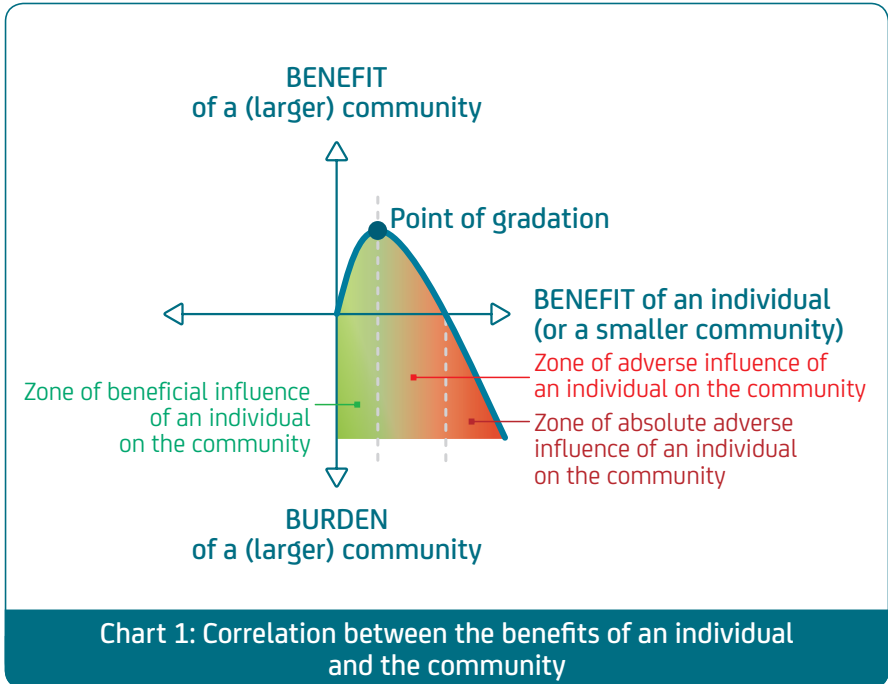 BENEFIT
of a (larger) community
Point of gradation
BENEFIT of an individual
(or a smaller community)
Zone of adverse influence of
an individual on the community
Zone of beneficial influence
of an individual
on the community
Zone of absolute adverse
influence of an individual
on the community
BURDEN
of a (larger) community
Chart 1: Correlation between the benefits of an individual
and the community